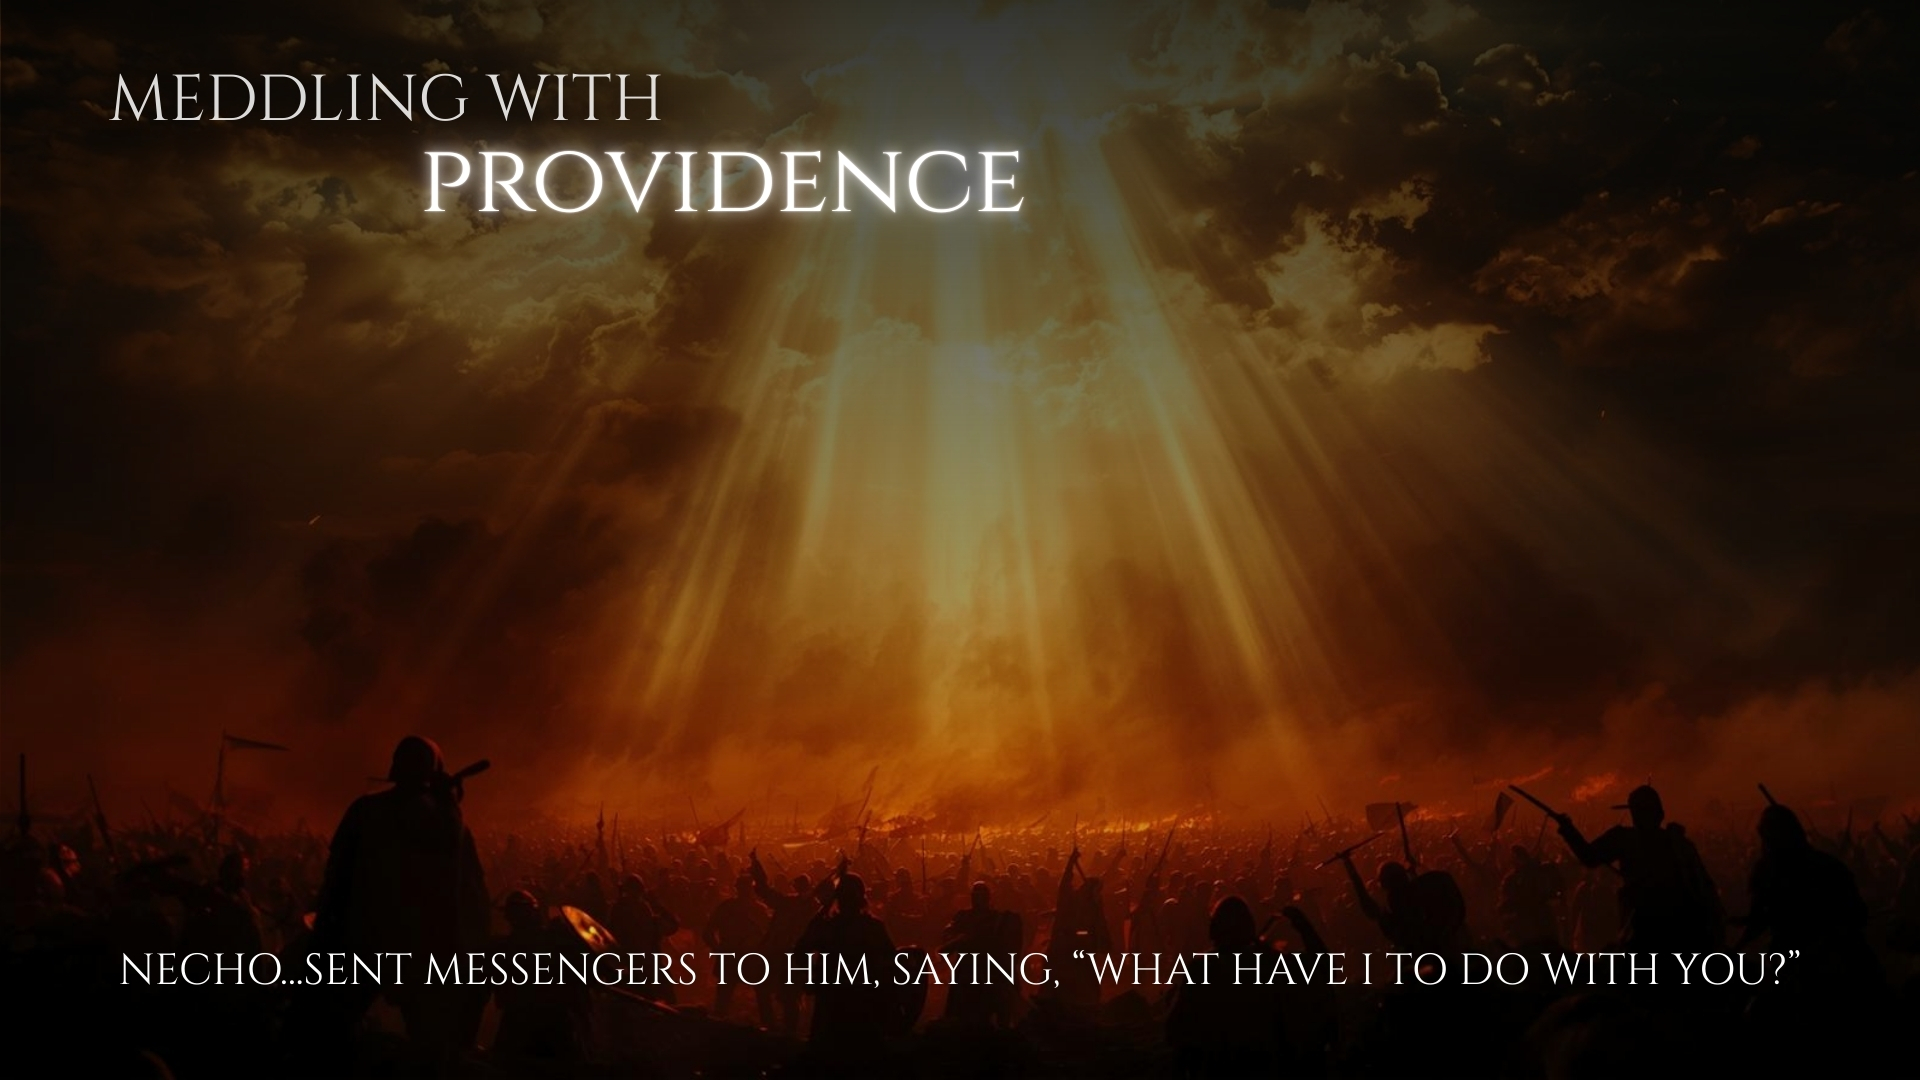 MEDDLING WITH
PROVIDENCE
NECHO...SENT MESSENGERS TO HIM, SAYING, “WHAT HAVE I TO DO WITH YOU?”